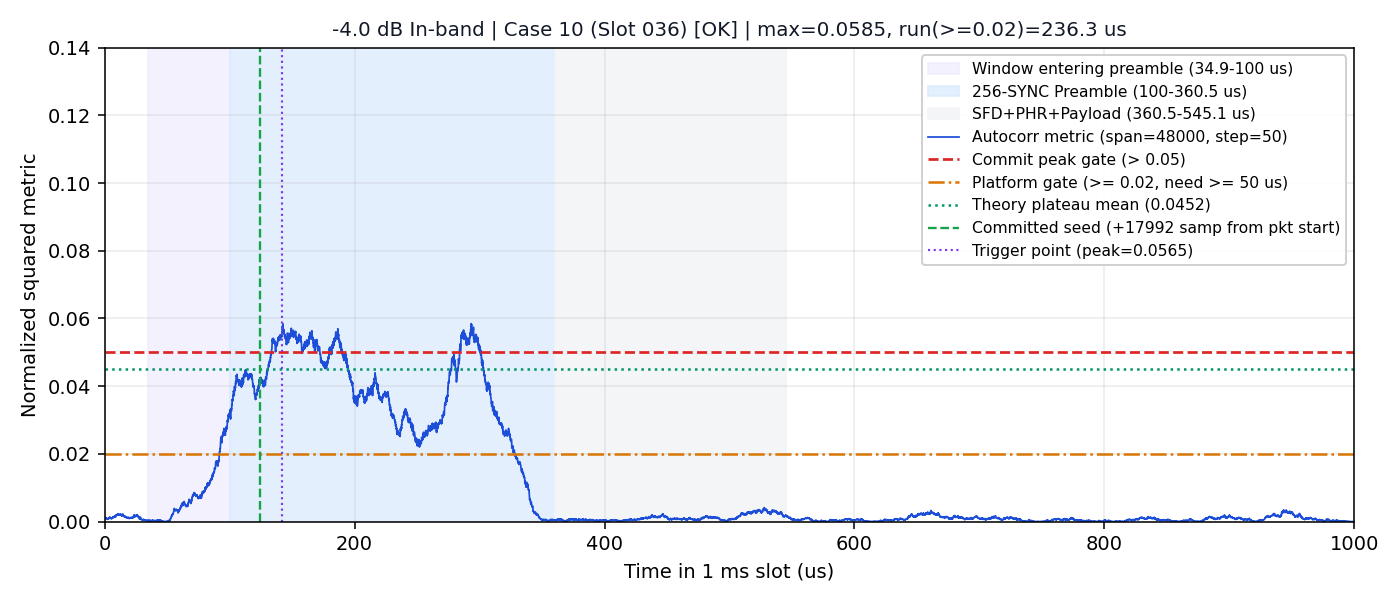 -4.0 dB In-band | Case 10 (Slot 036) [OK] | max=0.0585, run(>=0.02)=236.3 us
Normalized squared metric
0.14
0.12
0.10
0.08
0.06
0.04
0.02
0.00
Window entering preamble (34.9-100 us)
256-SYNC Preamble (100-360.5 us)
SFD+PHR+Payload (360.5-545.1 us)
Autocorr metric (span=48000, step=50)
Commit peak gate (> 0.05)
Platform gate (>= 0.02, need >= 50 us)
Theory plateau mean (0.0452)
Committed seed (+17992 samp from pkt start)
Trigger point (peak=0.0565)
0 200 400 600 800 1000
Time in 1 ms slot (us)